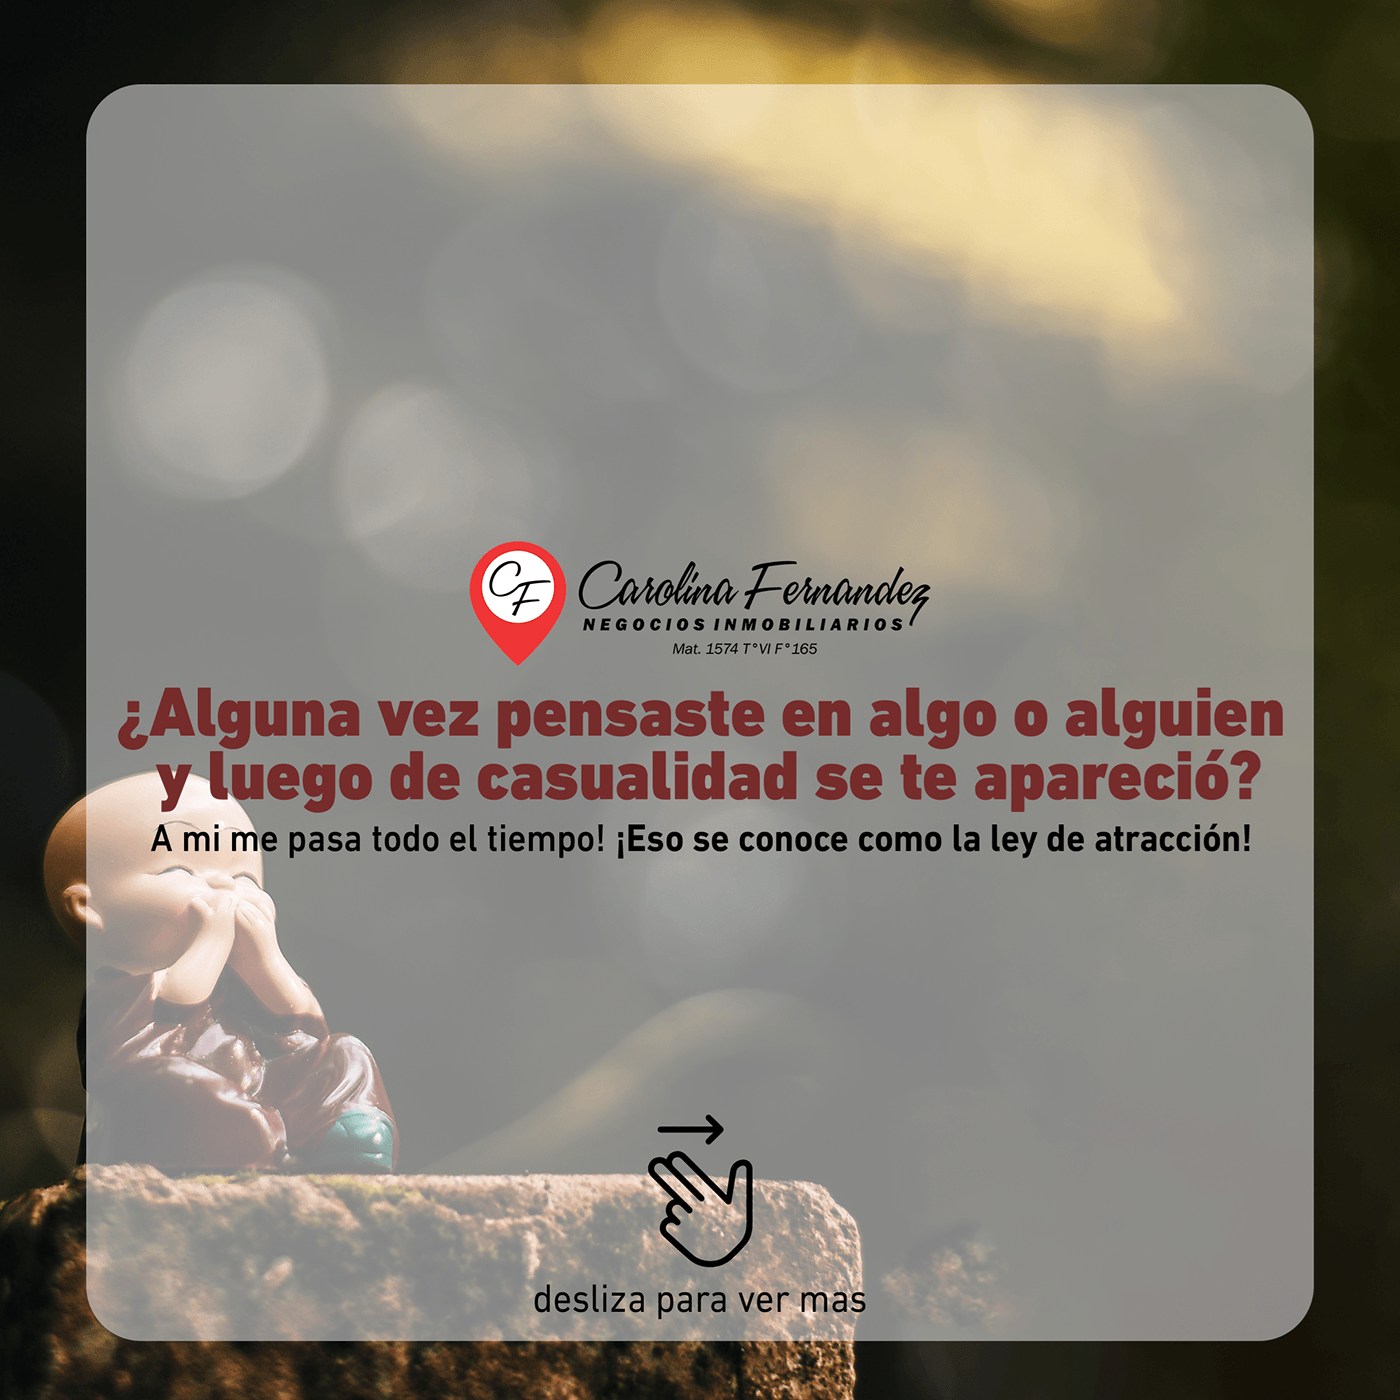 CF
Carolina Fernandez
NEGOCIOS INMOBILIARIOS
Mat. 1574 T°VI F°165
¿Alguna vez pensaste en algo o alguien
y luego de casualidad se te apareció?
A mi me pasa todo el tiempo! ¡Eso se conoce como la ley de atracción!
desliza para ver mas